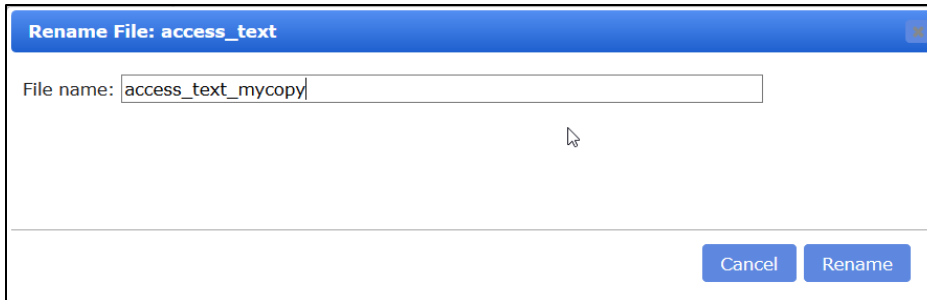 Rename File: access_text
File name: access_text_mycopy
Cancel Rename